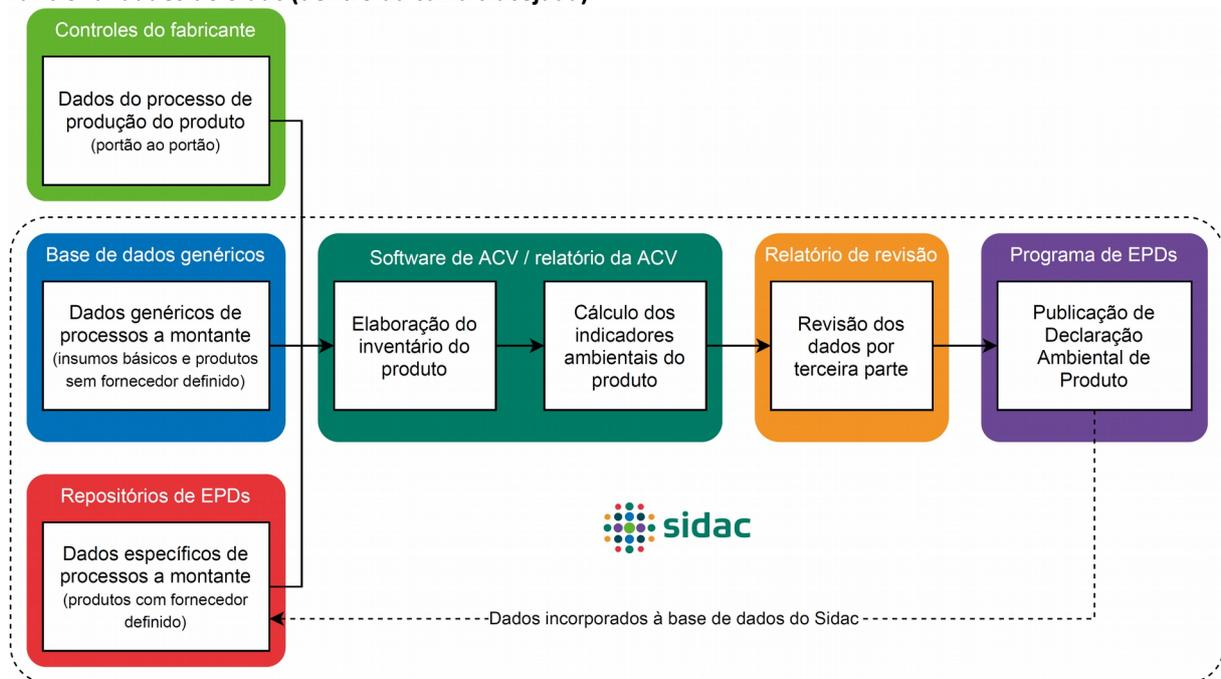 Controles do fabricante
Dados do processo de
produção do produto
(portão ao portão)
Base de dados genéricos
Dados genéricos de
processos a montante
(insumos básicos e produtos
sem fornecedor definido)
Software de ACV / relatório da ACV
Elaboração do
inventário do
produto
Cálculo dos
indicadores
ambientais do
produto
Relatório de revisão
Revisão dos
dados por
terceira parte
Programa de EPDs
Publicação de
Declaração
Ambiental de
Produto
Repositórios de EPDs
Dados específicos de
processos a montante
(produtos com fornecedor
definido)
sidac
Dados incorporados à base de dados do Sidac